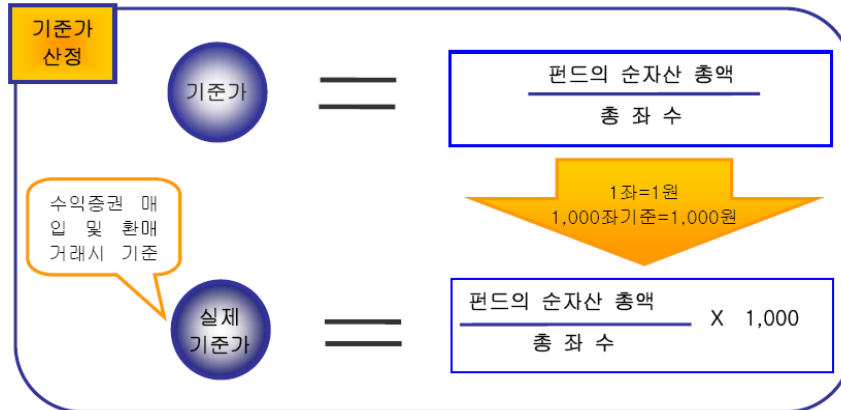 기준가
산정
기준가
펀드의 순자산 총액
총 좌 수
1좌=1원
1,000좌기준=1,000원
수익증권 매
입 및 환매
거래시 기준
실제
기준가
펀드의 순자산 총액
총 좌 수
X 1,000